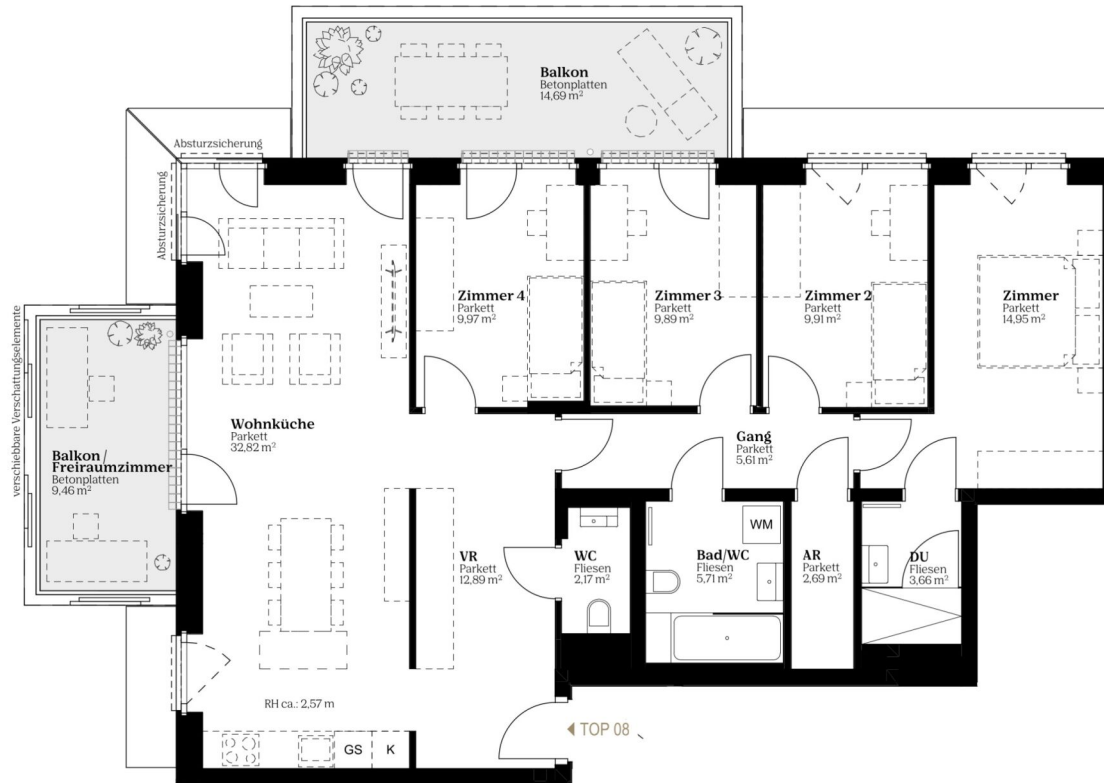 Balkon
Betonplatten
14,69 m²
Absturzsicherung
Absturzsicherung
Zimmer 4
Parkett
9,97 m²
Zimmer 3
Parkett
9,89 m²
Zimmer 2
Parkett
9,91 m²
Zimmer
Parkett
14,95 m²
verschiebbare Verschattungselemente
Balkon/
Freiraumzimmer
Betonplatten
9,46 m²
Wohnküche
Parkett
32,82 m²
Gang
Parkett
5,61 m²
VR
Parkett
12,89 m²
WC
Fliesen
2,17 m²
Bad/WC
Fliesen
5,71 m²
WM
AR
Parkett
2,69 m²
DU
Fliesen
3,66 m²
RH ca.: 2,57 m
GS
K
TOP 08